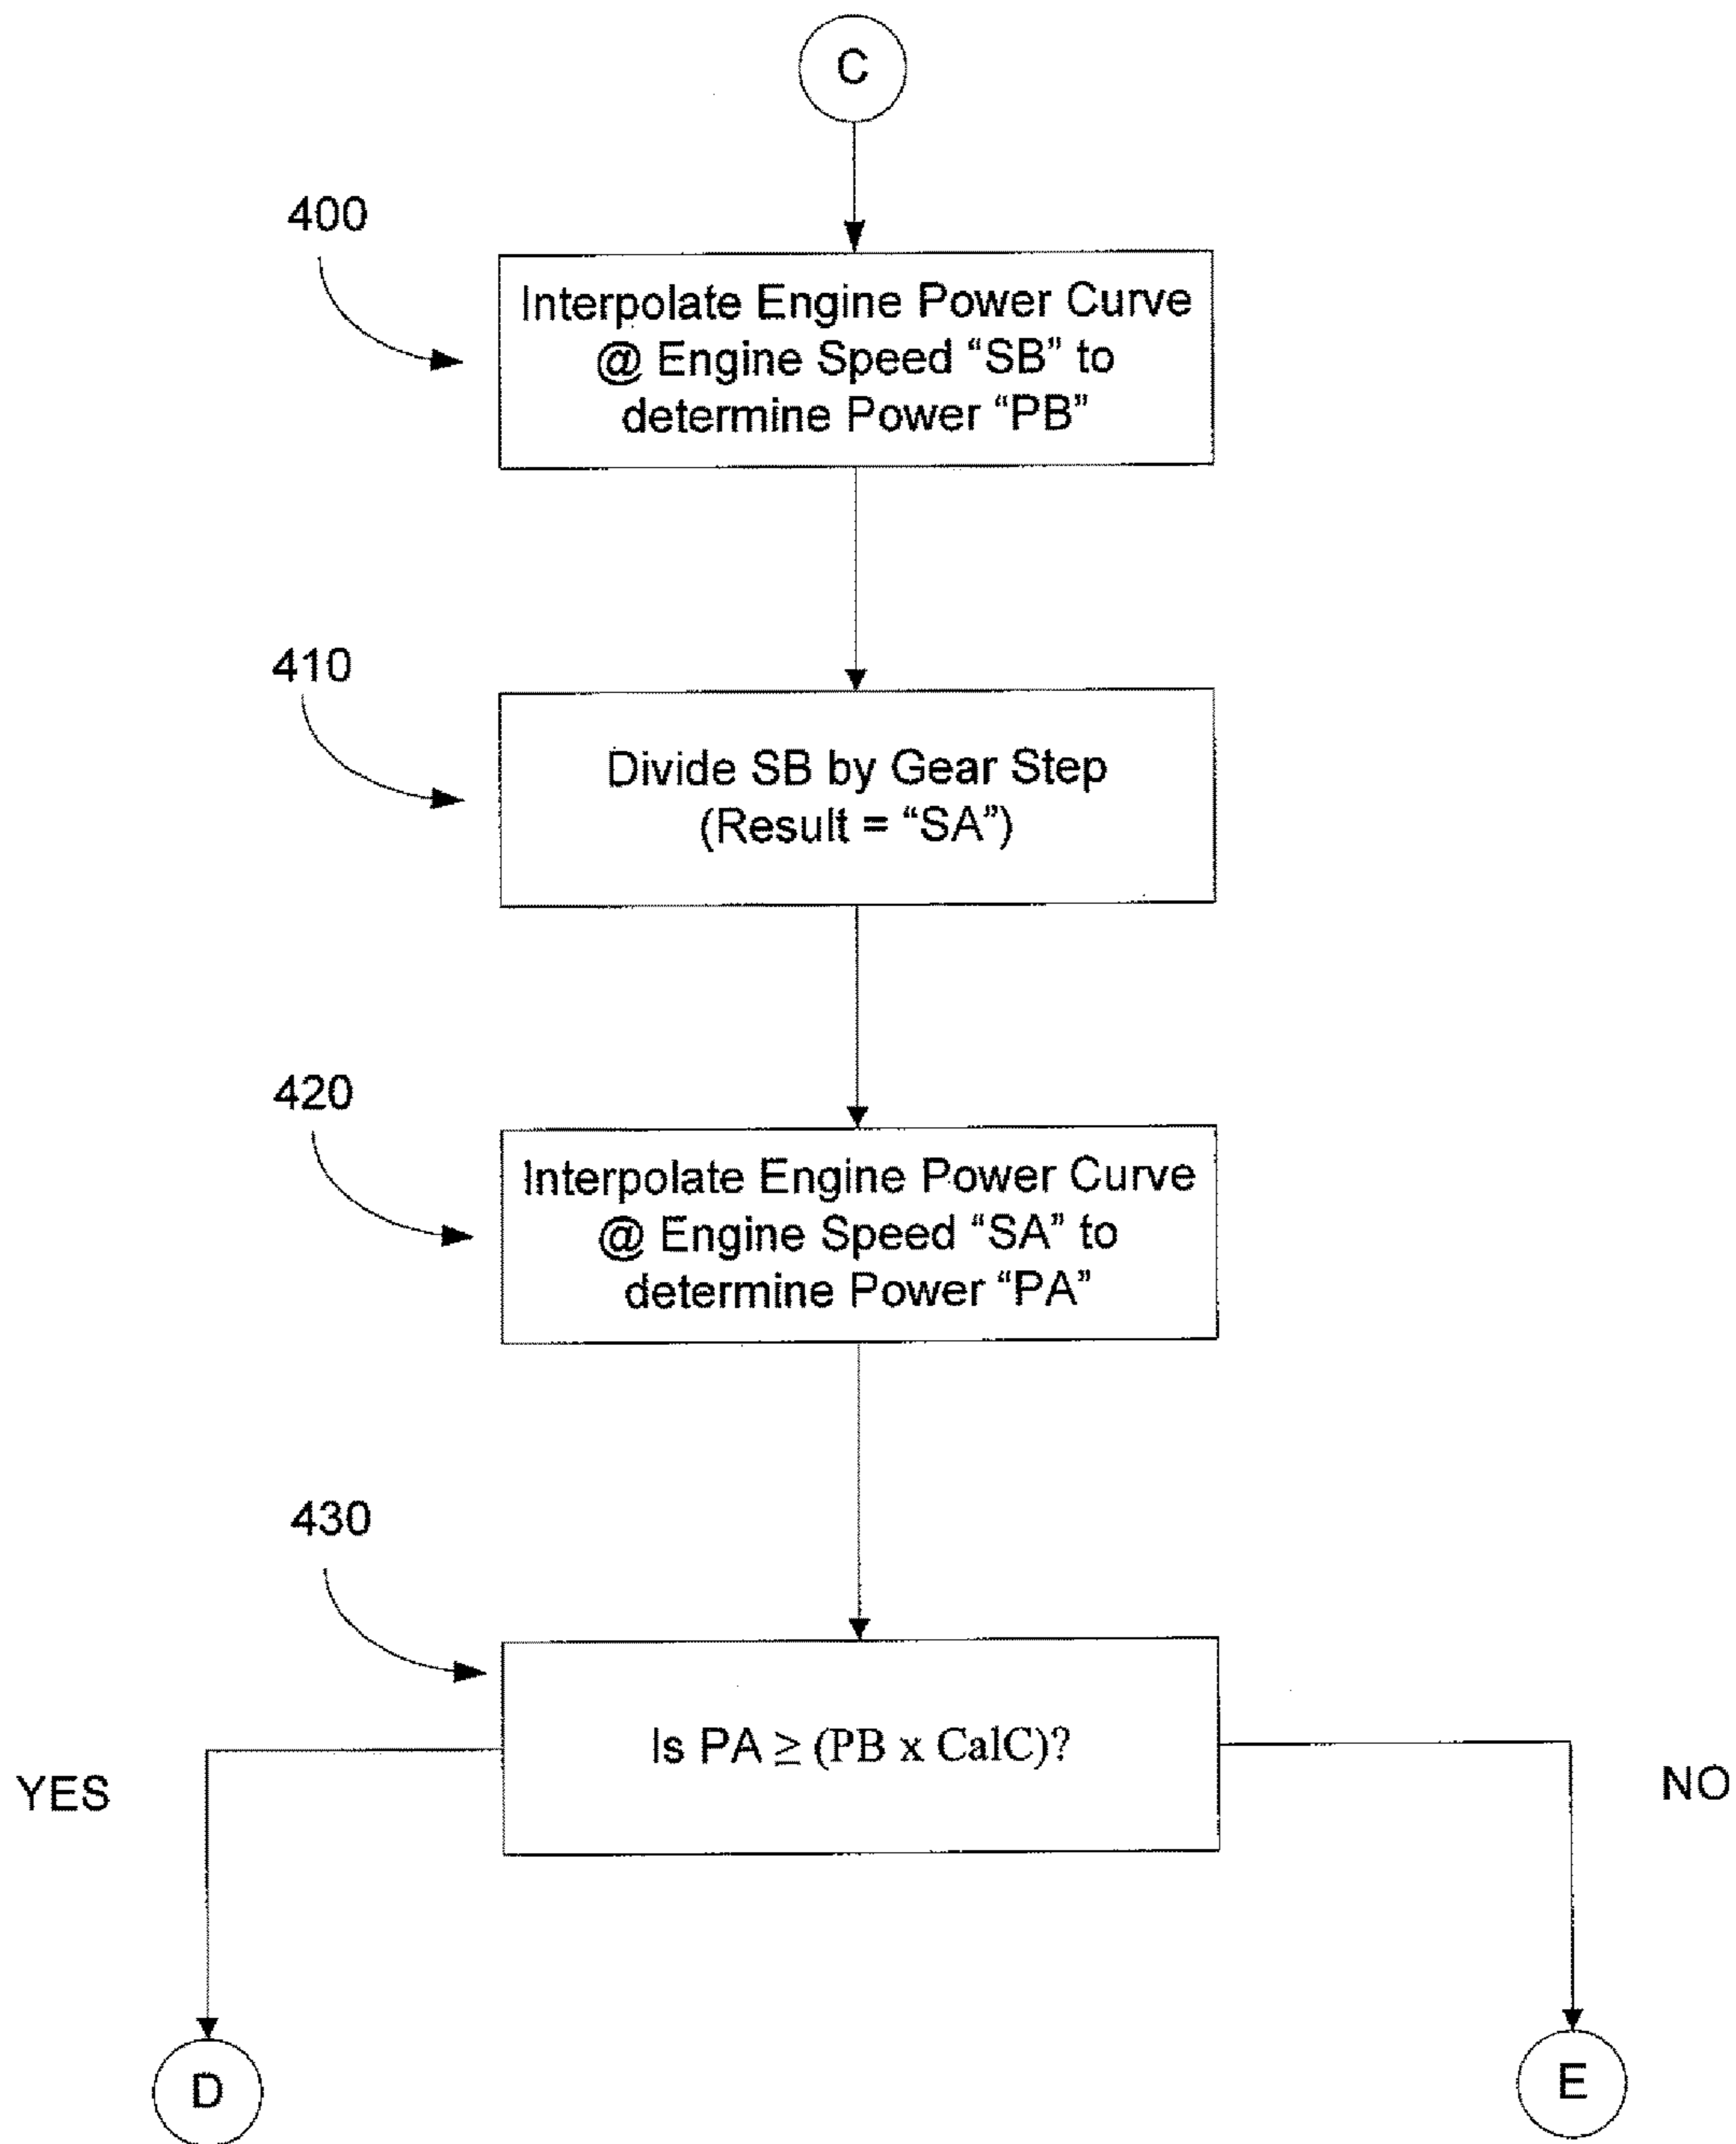 C
400
Interpolate Engine Power Curve
@ Engine Speed “SB” to
determine Power “PB”
410
Divide SB by Gear Step
(Result = “SA”)
420
Interpolate Engine Power Curve
@ Engine Speed “SA” to
determine Power “PA”
430
Is PA ≥ (PB x CalC)?
YES
NO
D
E